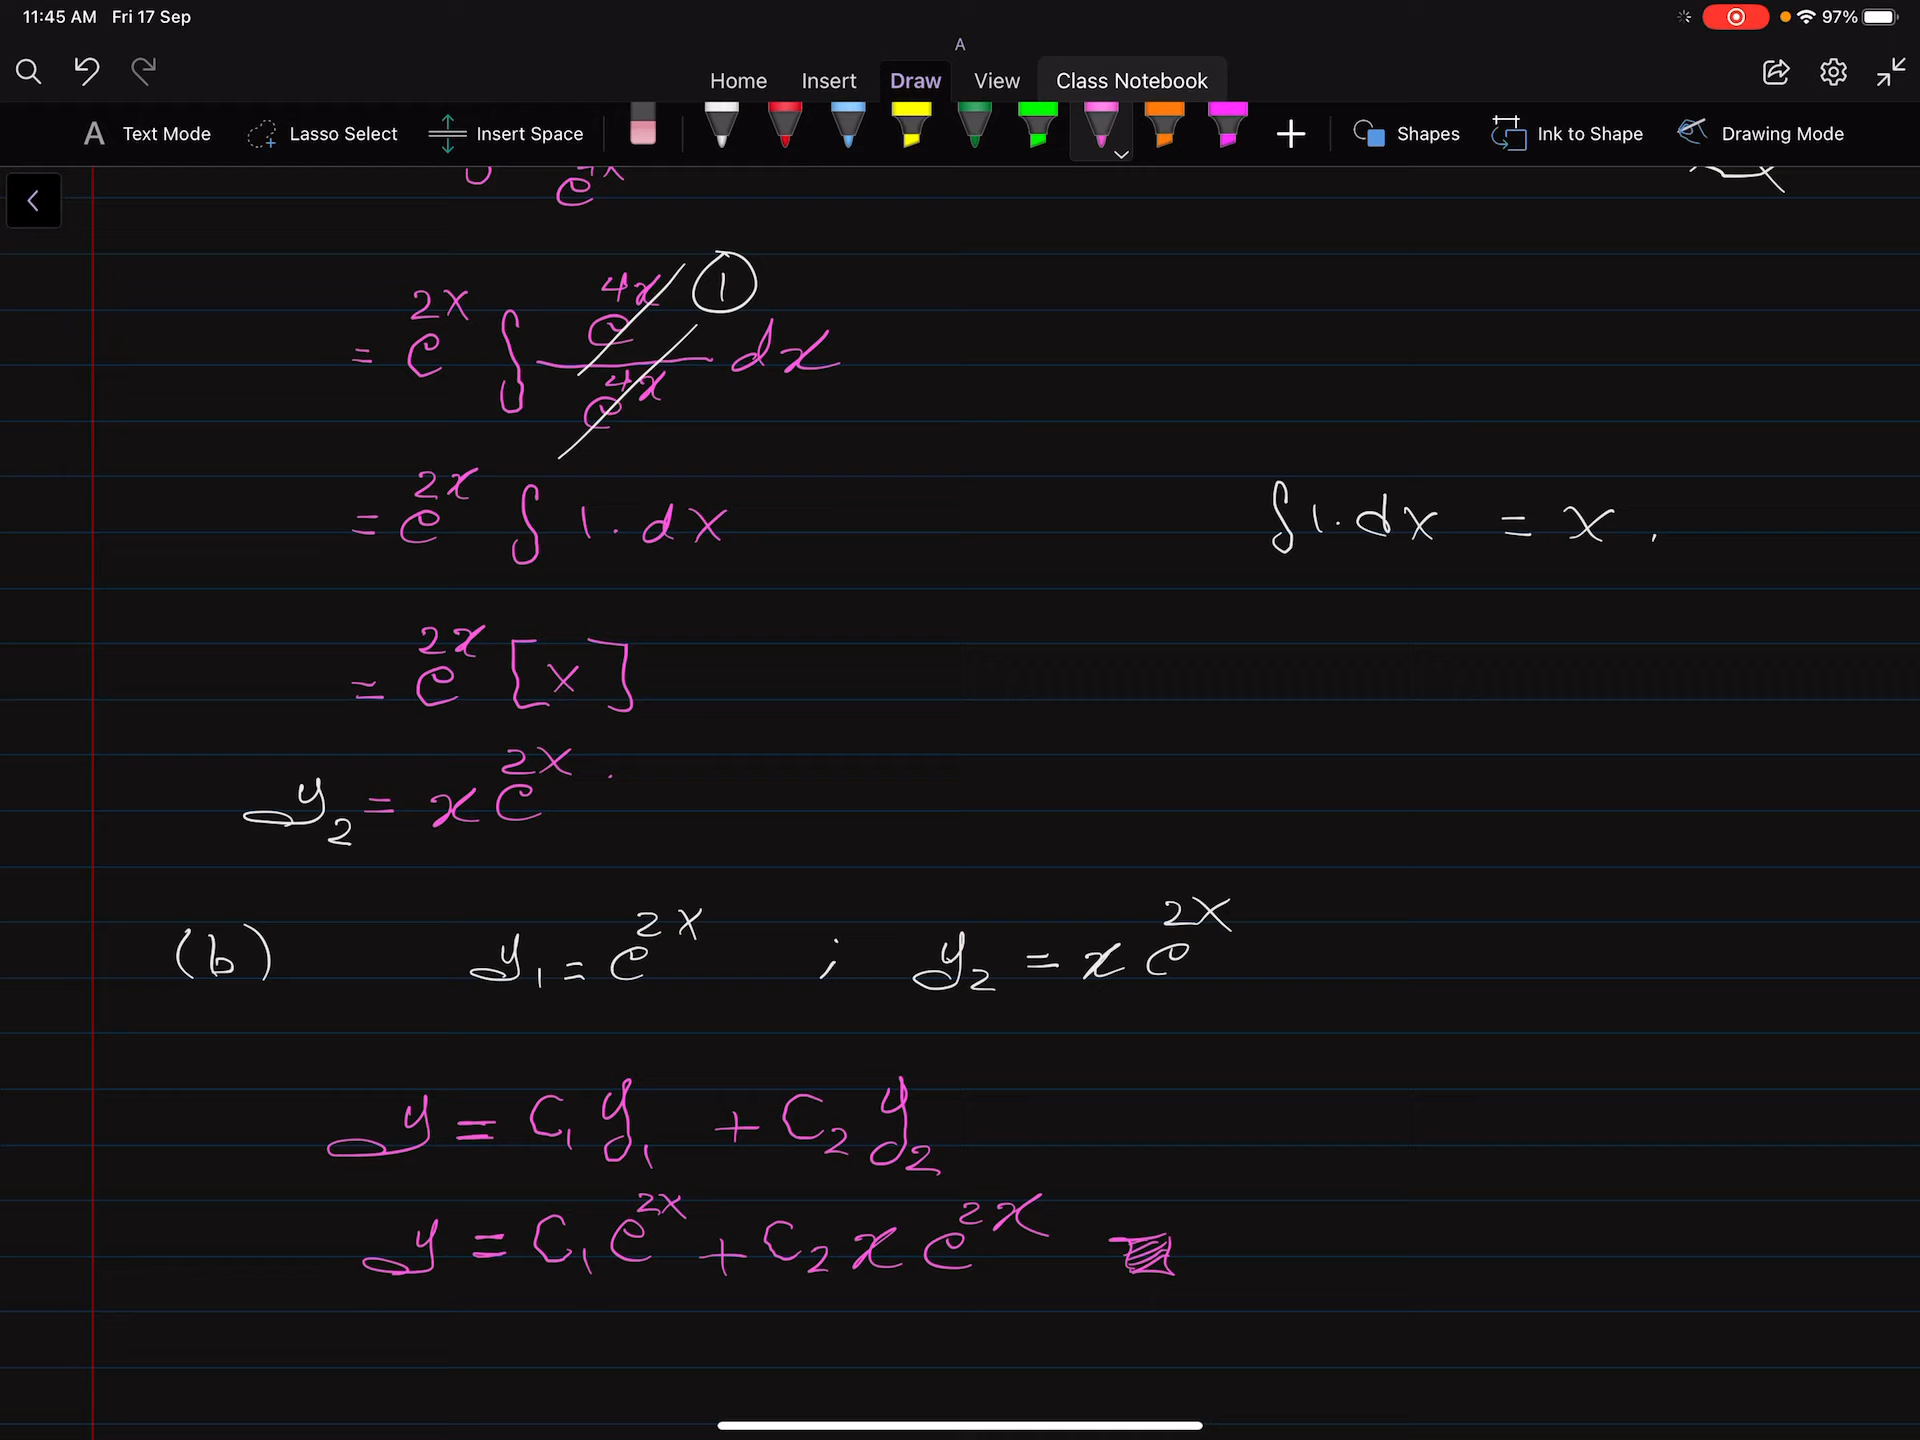 11:45 AM Fri 17 Sep 97%
A
Home Insert Draw View Class Notebook
A Text Mode Lasso Select Insert Space Shapes Ink to Shape Drawing Mode
= e^{2x} ∫ e^{4x}/e^{4x} dx ①
= e^{2x} ∫ 1. dx ∫ 1. dx = x .
= e^{2x} [x]
y₂ = x e^{2x} .
(b) y₁ = e^{2x} ; y₂ = x e^{2x}
y = C₁ y₁ + C₂ y₂
y = C₁ e^{2x} + C₂ x e^{2x}